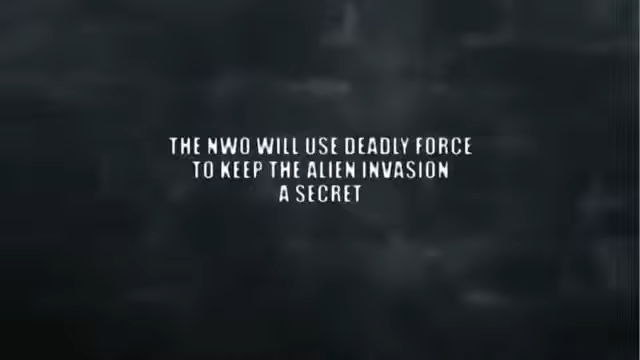 THE NWO WILL USE DEADLY FORCE
TO KEEP THE ALIEN INVASION
A SECRET